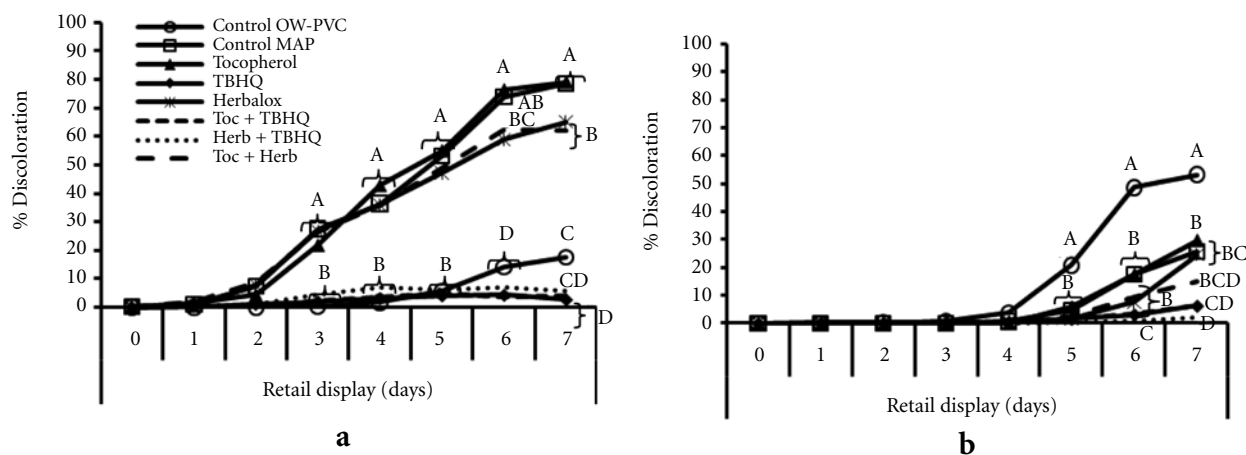 100
90
80
70
60
50
40
30
20
10
0
% Discoloration
Control OW-PVC
Control MAP
Tocopherol
TBHQ
Herbalox
Toc + TBHQ
Herb + TBHQ
Toc + Herb
A
A
A
A
A
AB
BC
B
B
B
B
D
C
CD
D
0 1 2 3 4 5 6 7
Retail display (days)
a
100
90
80
70
60
50
40
30
20
10
0
% Discoloration
A
A
A
B
B
B
C
B
BC
BCD
CD
D
0 1 2 3 4 5 6 7
Retail display (days)
b